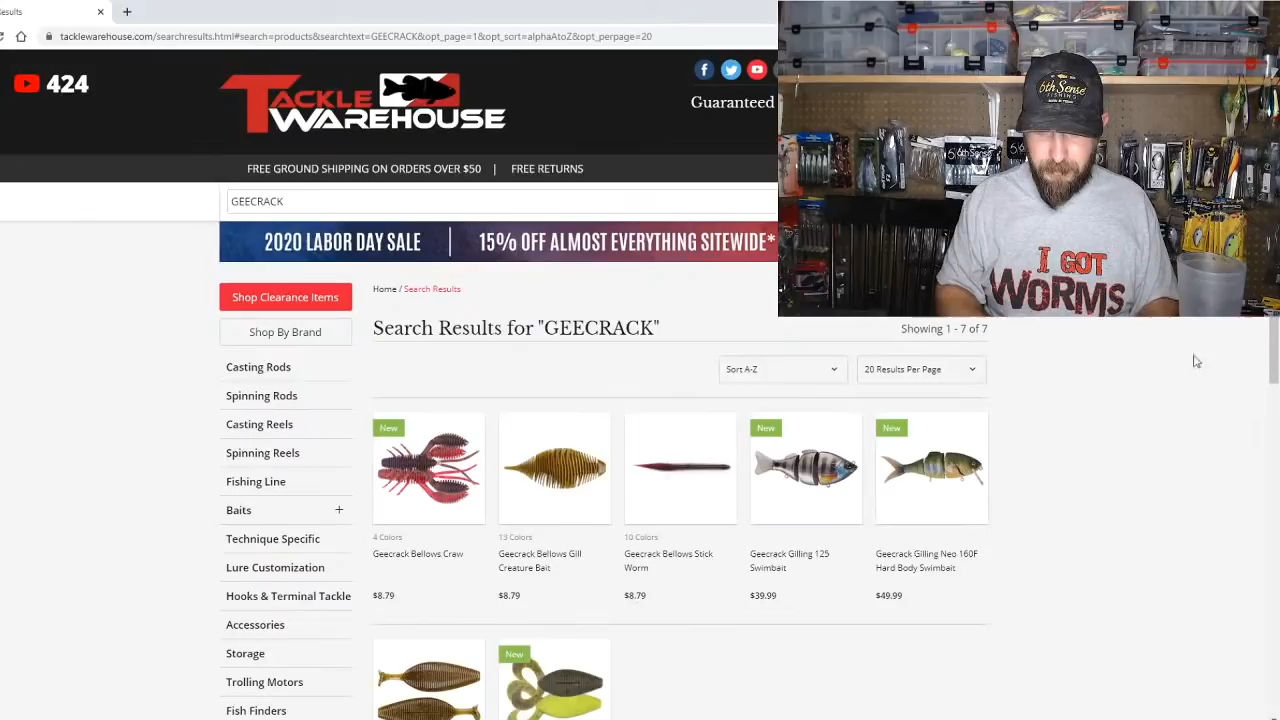 esults
tacklewarehouse.com/searchresults.html#search=products&searchtext=GEECRACK&opt_page=1&opt_sort=alphaAtoZ&opt_perpage=20
424
TACKLE
WAREHOUSE
Guaranteed
FREE GROUND SHIPPING ON ORDERS OVER $50 | FREE RETURNS
GEECRACK
2020 LABOR DAY SALE | 15% OFF ALMOST EVERYTHING SITEWIDE*
6th Sense
FISHING
6th Sense
I GOT
WORMS
Shop Clearance Items
Shop By Brand
Casting Rods
Spinning Rods
Casting Reels
Spinning Reels
Fishing Line
Baits +
Technique Specific
Lure Customization
Hooks & Terminal Tackle
Accessories
Storage
Trolling Motors
Fish Finders
Home / Search Results
Search Results for "GEECRACK"
Showing 1 - 7 of 7
Sort A-Z
20 Results Per Page
New
4 Colors
Geecrack Bellows Craw
$8.79
13 Colors
Geecrack Bellows Gill
Creature Bait
$8.79
10 Colors
Geecrack Bellows Stick
Worm
$8.79
New
Geecrack Gilling 125
Swimbait
$39.99
New
Geecrack Gilling Neo 160F
Hard Body Swimbait
$49.99
New